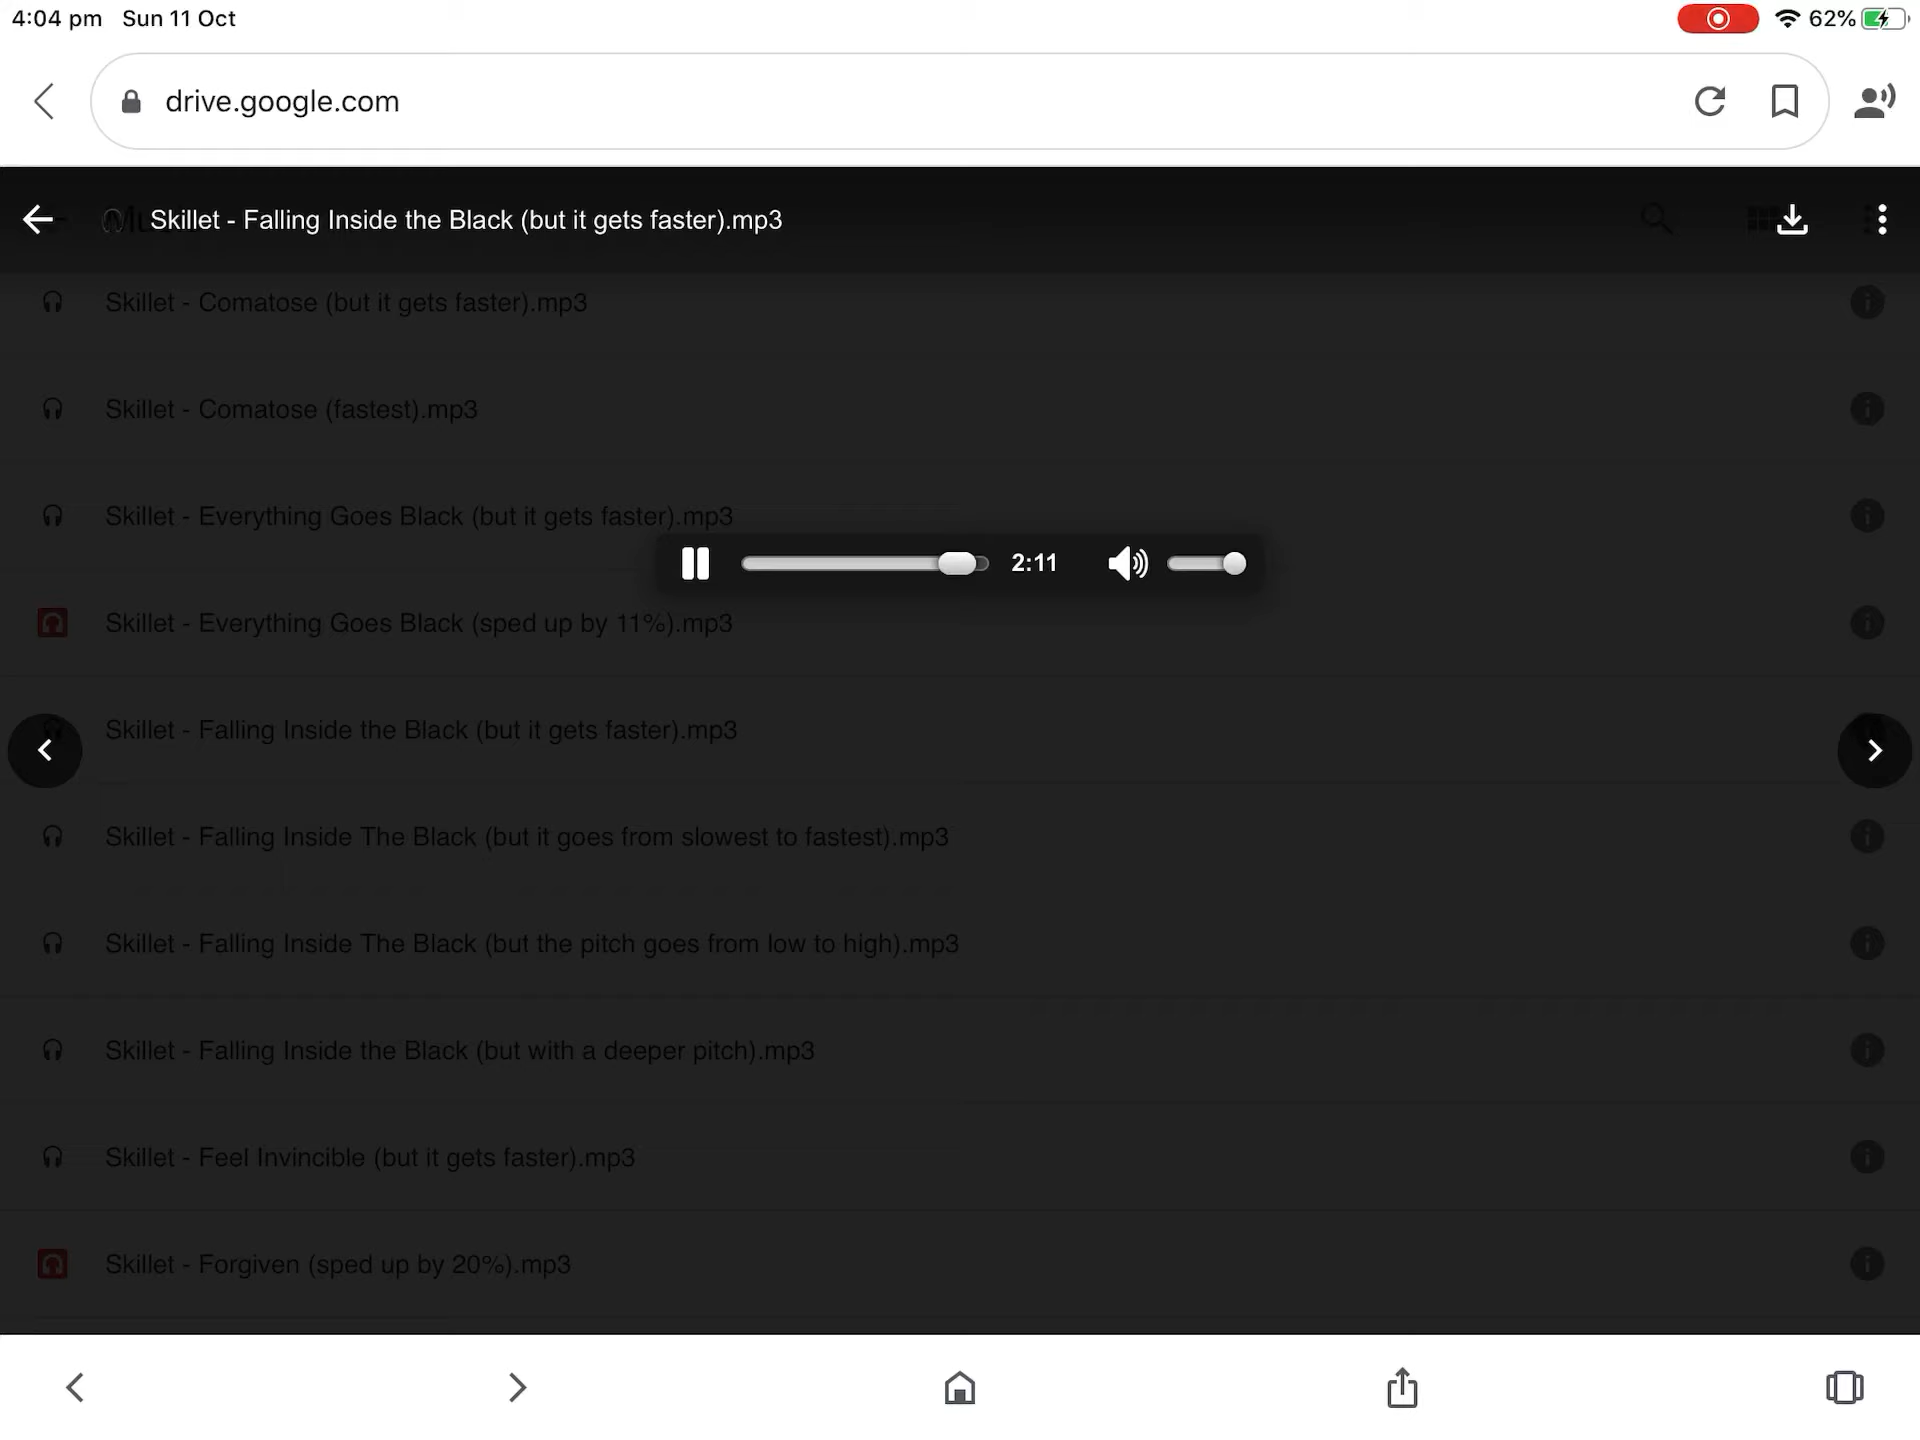 4:04 pm Sun 11 Oct 62%
drive.google.com
Skillet - Falling Inside the Black (but it gets faster).mp3
Skillet - Comatose (but it gets faster).mp3
Skillet - Comatose (fastest).mp3
Skillet - Everything Goes Black (but it gets faster).mp3
2:11
Skillet - Everything Goes Black (sped up by 11%).mp3
Skillet - Falling Inside the Black (but it gets faster).mp3
Skillet - Falling Inside The Black (but it goes from slowest to fastest).mp3
Skillet - Falling Inside The Black (but the pitch goes from low to high).mp3
Skillet - Falling Inside the Black (but with a deeper pitch).mp3
Skillet - Feel Invincible (but it gets faster).mp3
Skillet - Forgiven (sped up by 20%).mp3